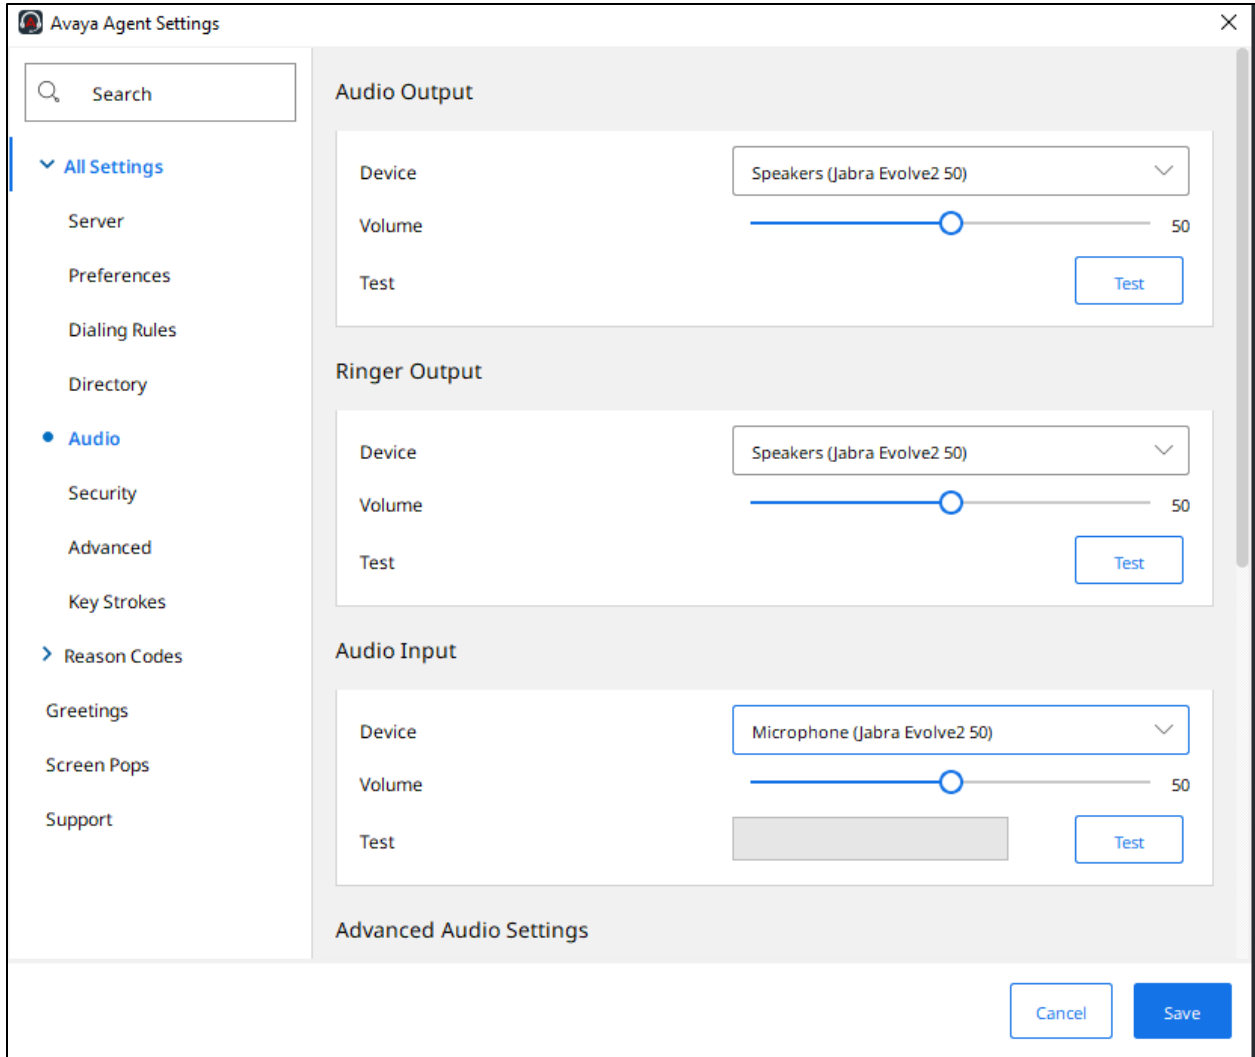 Avaya Agent Settings
Search
All Settings
Server
Preferences
Dialing Rules
Directory
Audio
Security
Advanced
Key Strokes
Reason Codes
Greetings
Screen Pops
Support
Audio Output
Device
Speakers (Jabra Evolve2 50)
Volume
50
Test
Test
Ringer Output
Device
Speakers (Jabra Evolve2 50)
Volume
50
Test
Test
Audio Input
Device
Microphone (Jabra Evolve2 50)
Volume
50
Test
Test
Advanced Audio Settings
Cancel
Save